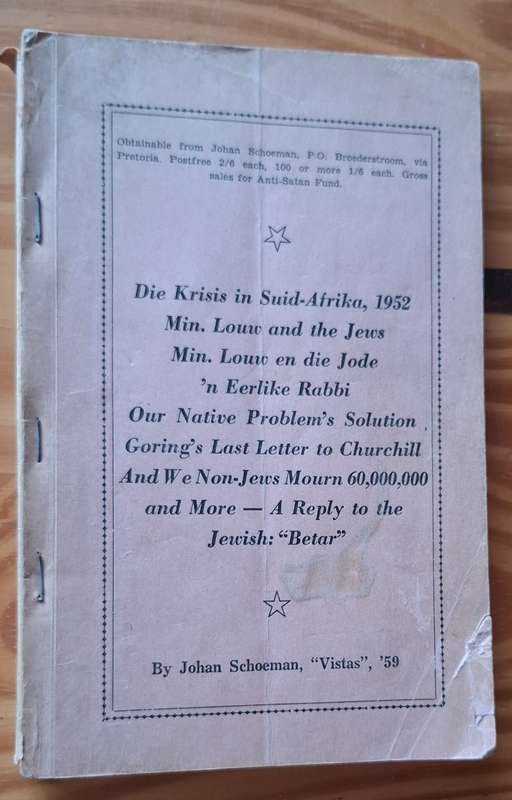 Obtainable from Johan Schoeman, P.O. Broederstroom, via
Pretoria. Postfree 2/6 each, 100 or more 1/6 each. Gross
sales for Anti-Satan Fund.
Die Krisis in Suid-Afrika, 1952
Min. Louw and the Jews
Min. Louw en die Jode
'n Eerlike Rabbi
Our Native Problem's Solution
Goring's Last Letter to Churchill
And We Non-Jews Mourn 60,000,000
and More — A Reply to the
Jewish: "Betar"
By Johan Schoeman, "Vistas", '59